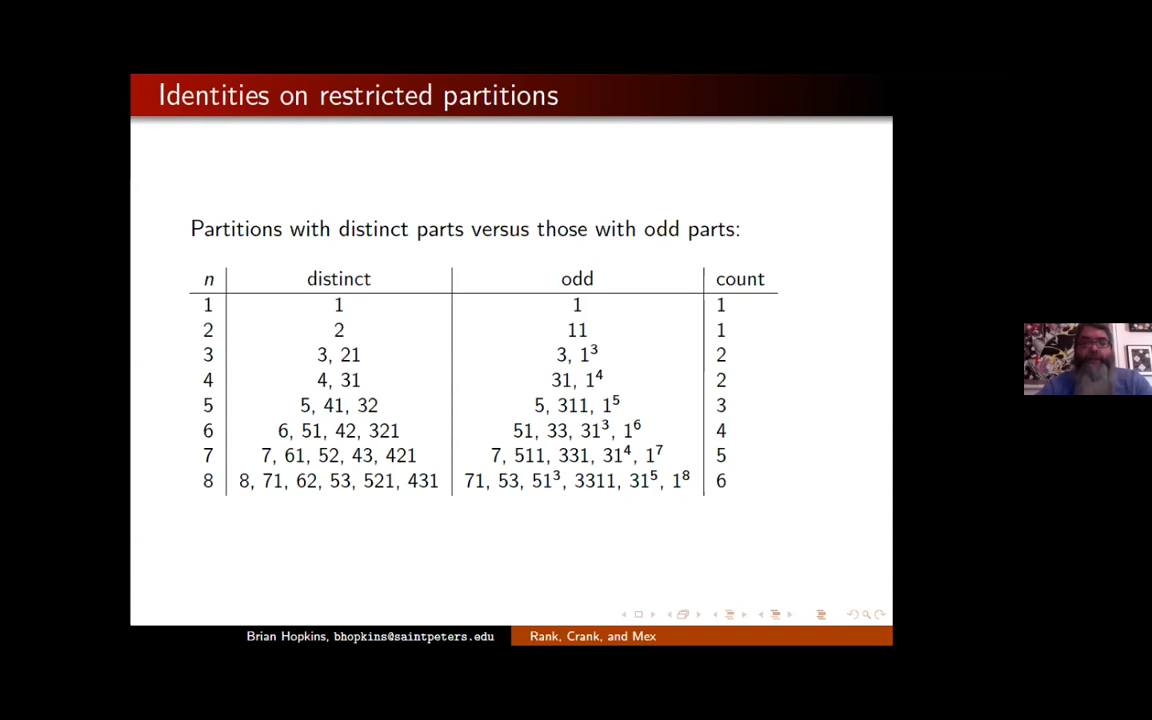 Identities on restricted partitions
Partitions with distinct parts versus those with odd parts:
n distinct odd count
1 1 1 1
2 2 11 1
3 3, 21 3, 1³ 2
4 4, 31 31, 1⁴ 2
5 5, 41, 32 5, 311, 1⁵ 3
6 6, 51, 42, 321 51, 33, 31³, 1⁶ 4
7 7, 61, 52, 43, 421 7, 511, 331, 31⁴, 1⁷ 5
8 8, 71, 62, 53, 521, 431 71, 53, 51³, 3311, 31⁵, 1⁸ 6
Brian Hopkins, bhopkins@saintpeters.edu Rank, Crank, and Mex